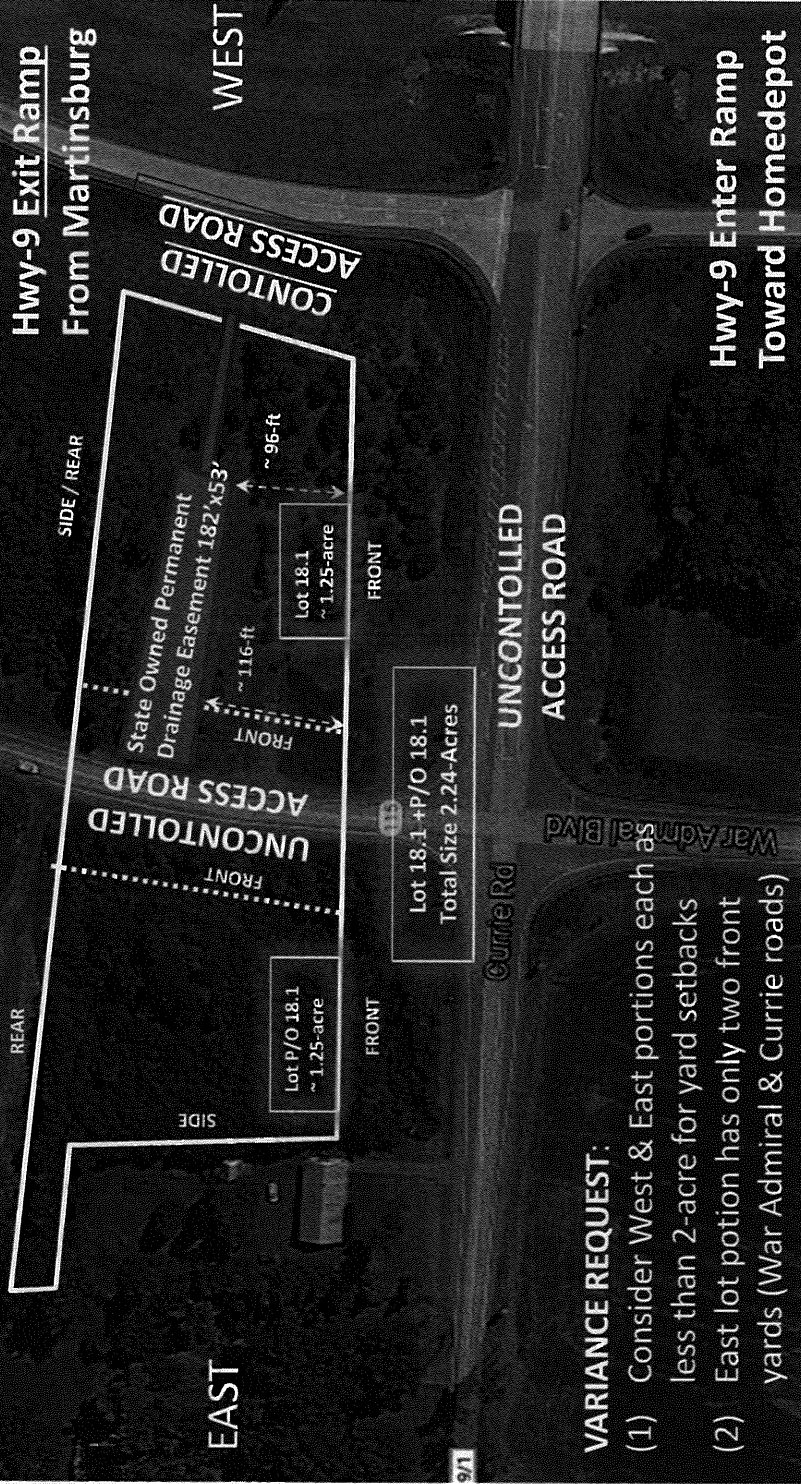 Hwy-9 Exit Ramp
From Martinsburg
WEST
EAST
REAR
SIDE / REAR
CONTOLLED
ACCESS ROAD
State Owned Permanent
Drainage Easement 182'x53'
~ 96-ft
~ 116-ft
UNCONTOLLED
ACCESS ROAD
FRONT
FRONT
SIDE
Lot P/O 18.1
~ 1.25-acre
Lot 18.1
~ 1.25-acre
FRONT
FRONT
Lot 18.1 +P/O 18.1
Total Size 2.24-Acres
UNCONTOLLED
ACCESS ROAD
Currie Rd
War Admiral Blvd
9/1
VARIANCE REQUEST:
(1) Consider West & East portions each as
less than 2-acre for yard setbacks
(2) East lot potion has only two front
yards (War Admiral & Currie roads)
Hwy-9 Enter Ramp
Toward Homedepot